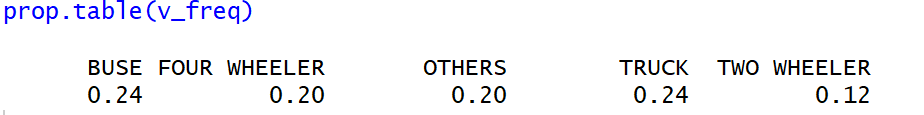 prop.table(v_freq)
BUSE FOUR WHEELER OTHERS TRUCK TWO WHEELER
0.24 0.20 0.20 0.24 0.12